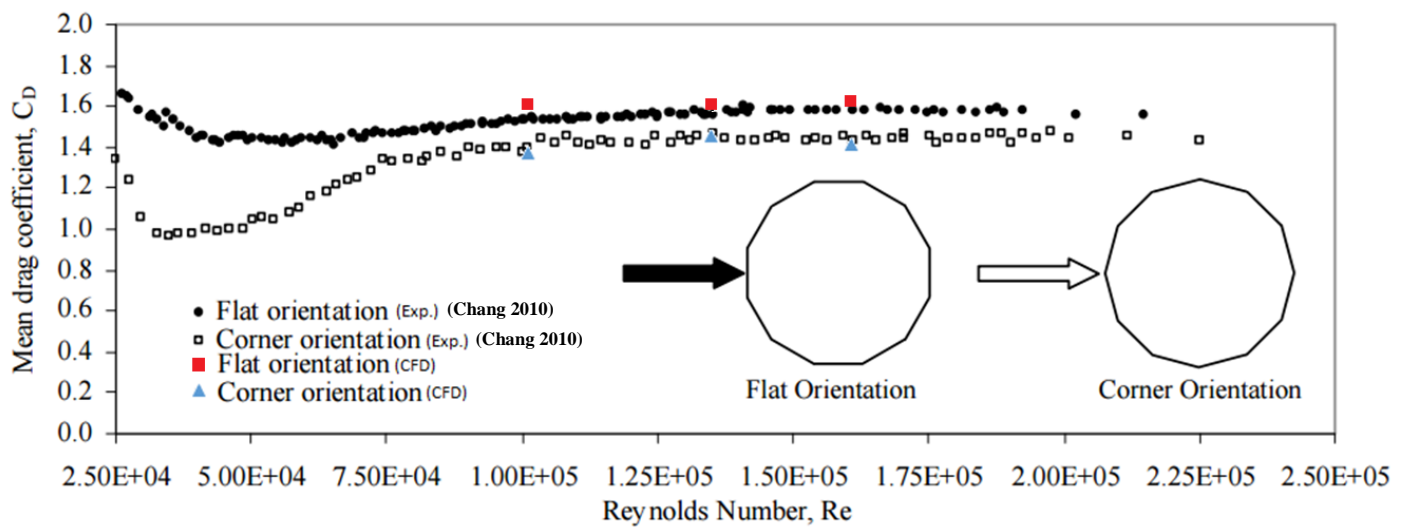 Mean drag coefficient, C_D
2.0
1.8
1.6
1.4
1.2
1.0
0.8
0.6
0.4
0.2
0.0
Flat orientation (Exp.) (Chang 2010)
Corner orientation (Exp.) (Chang 2010)
Flat orientation (CFD)
Corner orientation (CFD)
Flat Orientation
Corner Orientation
2.50E+04 5.00E+04 7.50E+04 1.00E+05 1.25E+05 1.50E+05 1.75E+05 2.00E+05 2.25E+05 2.50E+05
Reynolds Number, Re